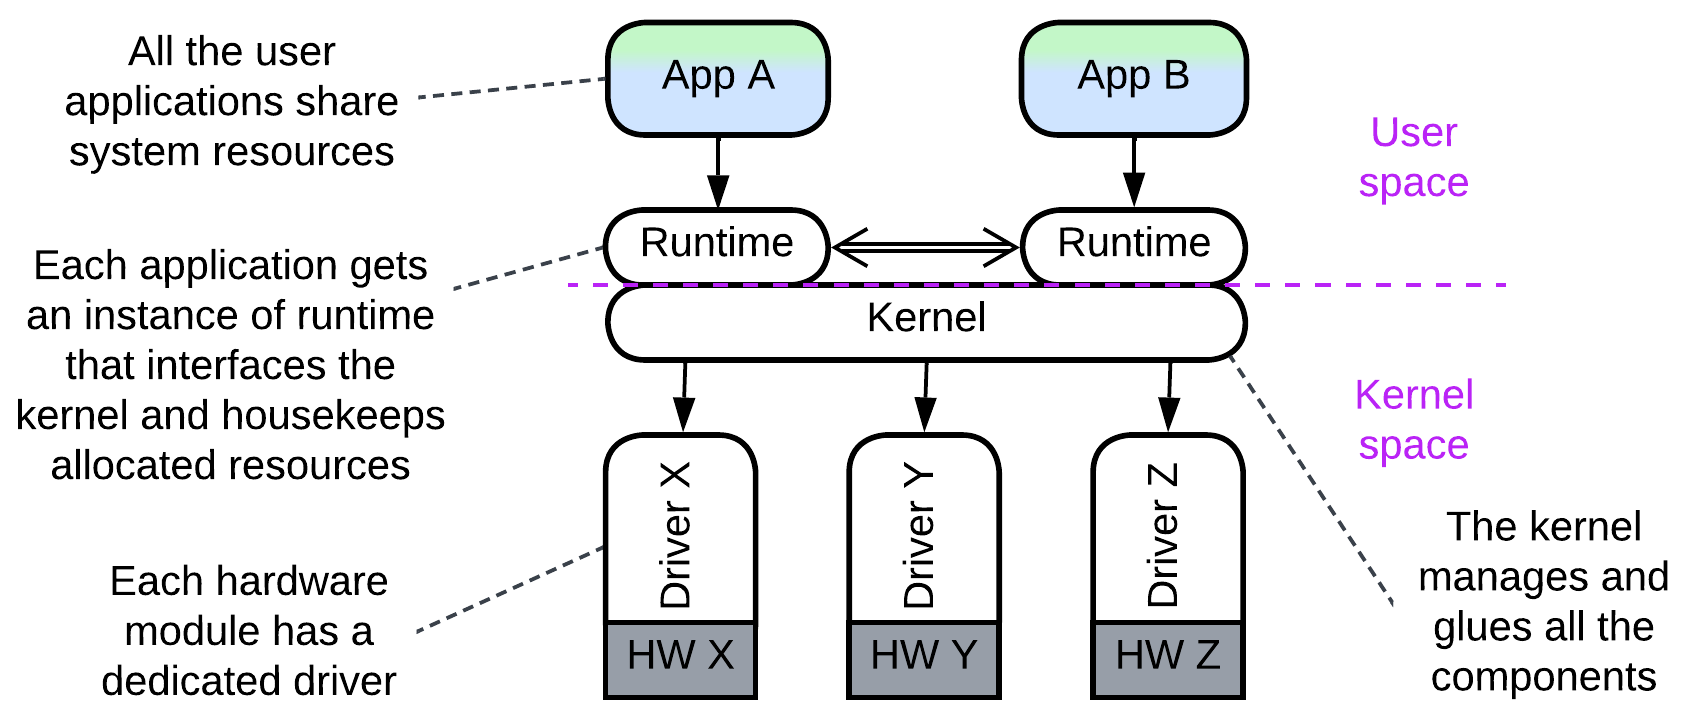 All the user
applications share
system resources
App A
App B
User
space
Each application gets
an instance of runtime
that interfaces the
kernel and housekeeps
allocated resources
Runtime
Runtime
Kernel
Kernel
space
Each hardware
module has a
dedicated driver
Driver X
Driver Y
Driver Z
HW X
HW Y
HW Z
The kernel
manages and
glues all the
components